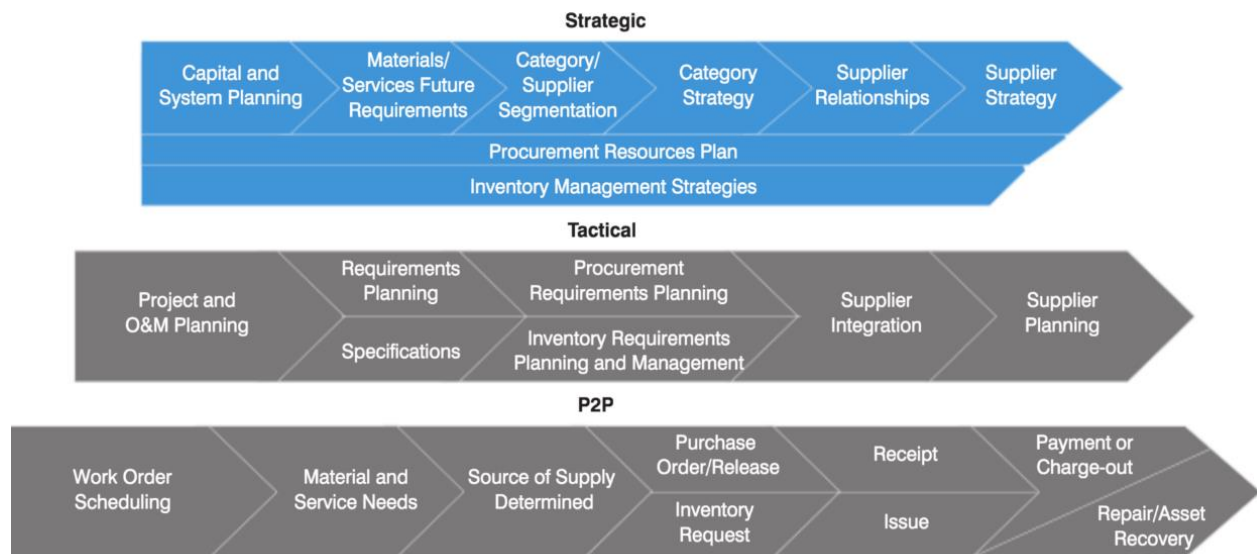 Strategic
Capital and
System Planning
Materials/
Services Future
Requirements
Category/
Supplier
Segmentation
Category
Strategy
Supplier
Relationships
Supplier
Strategy
Procurement Resources Plan
Inventory Management Strategies
Tactical
Project and
O&M Planning
Requirements
Planning
Specifications
Procurement
Requirements Planning
Inventory Requirements
Planning and Management
Supplier
Integration
Supplier
Planning
P2P
Work Order
Scheduling
Material and
Service Needs
Source of Supply
Determined
Purchase
Order/Release
Inventory
Request
Receipt
Issue
Payment or
Charge-out
Repair/Asset
Recovery